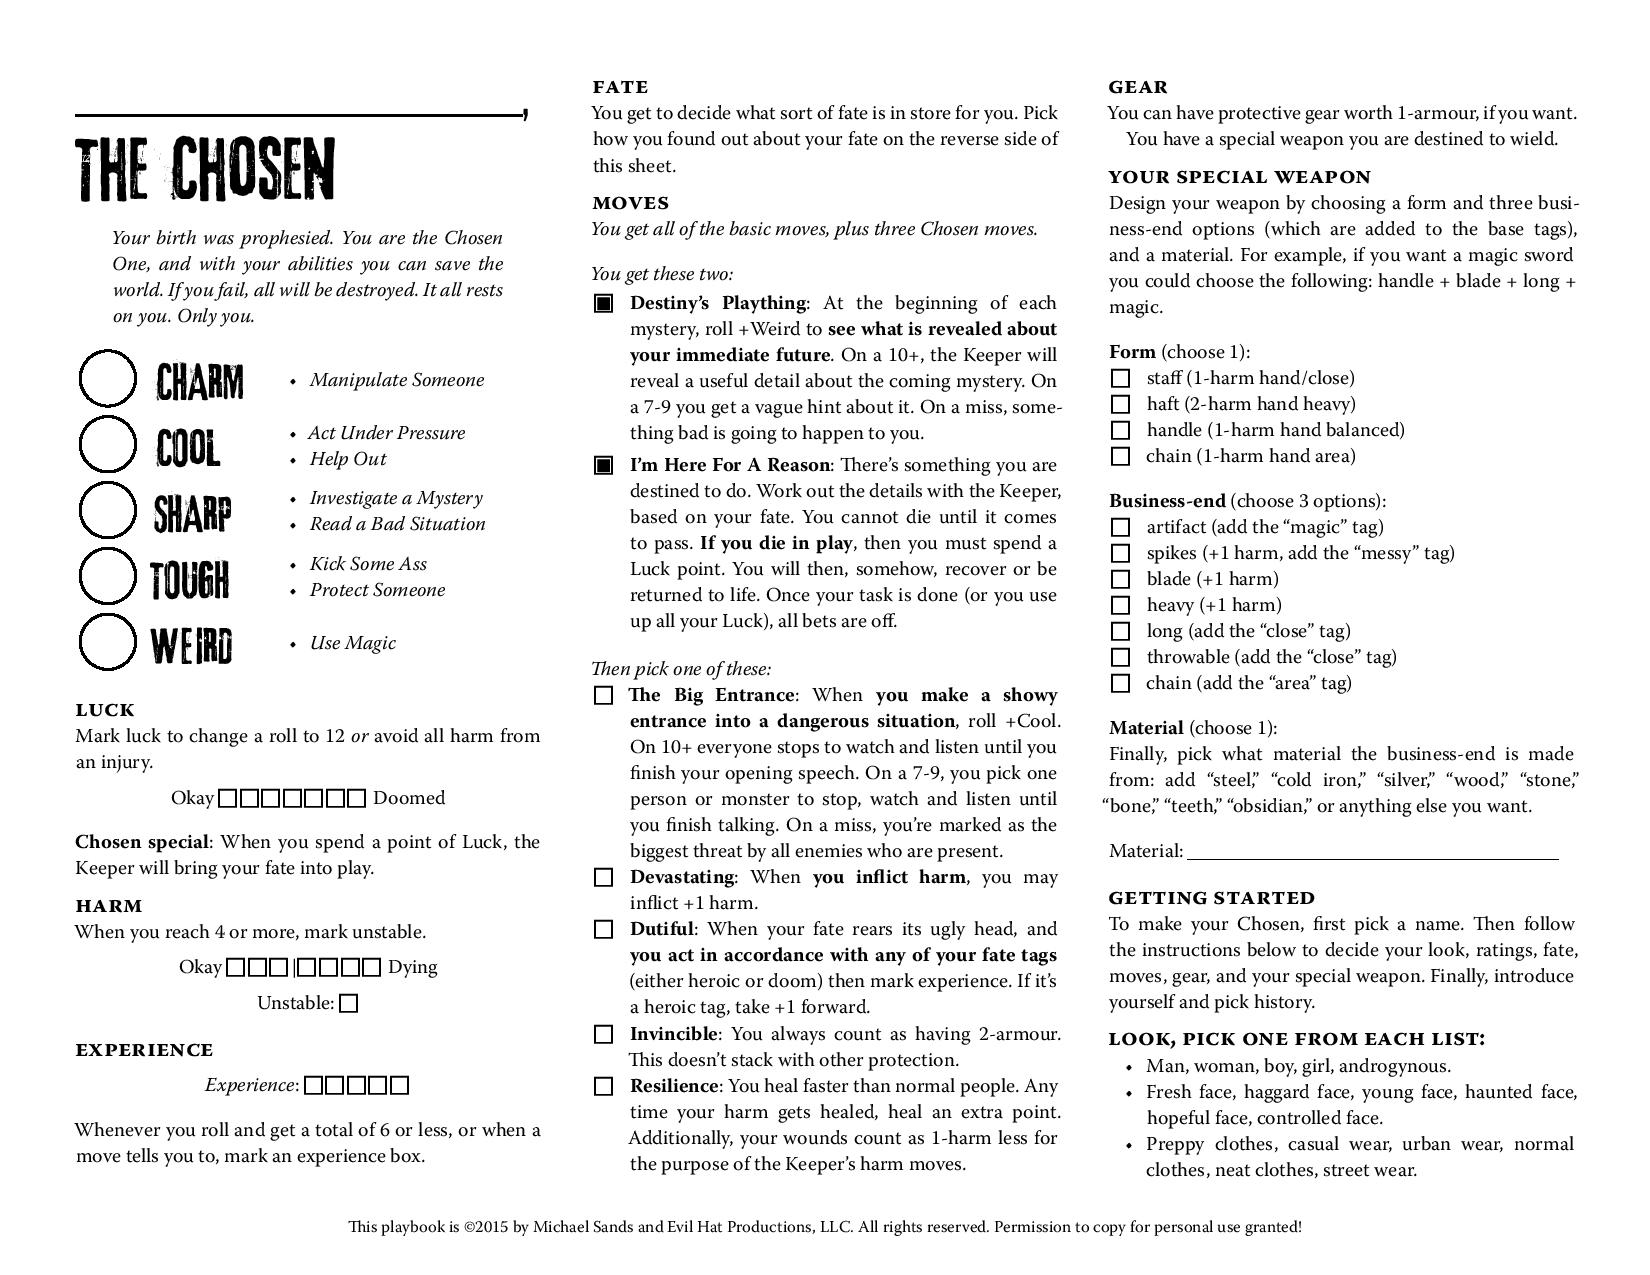 ,
THE CHOSEN
Your birth was prophesied. You are the Chosen
One, and with your abilities you can save the
world. If you fail, all will be destroyed. It all rests
on you. Only you.
CHARM
• Manipulate Someone
COOL
• Act Under Pressure
• Help Out
SHARP
• Investigate a Mystery
• Read a Bad Situation
TOUGH
• Kick Some Ass
• Protect Someone
WEIRD
• Use Magic
LUCK
Mark luck to change a roll to 12 or avoid all harm from
an injury.
Okay □□□□□□□ Doomed
Chosen special: When you spend a point of Luck, the
Keeper will bring your fate into play.
HARM
When you reach 4 or more, mark unstable.
Okay □□□|□□□□ Dying
Unstable: □
EXPERIENCE
Experience: □□□□□
Whenever you roll and get a total of 6 or less, or when a
move tells you to, mark an experience box.
FATE
You get to decide what sort of fate is in store for you. Pick
how you found out about your fate on the reverse side of
this sheet.
MOVES
You get all of the basic moves, plus three Chosen moves.
You get these two:
▣ Destiny’s Plaything: At the beginning of each
mystery, roll +Weird to see what is revealed about
your immediate future. On a 10+, the Keeper will
reveal a useful detail about the coming mystery. On
a 7-9 you get a vague hint about it. On a miss, some-
thing bad is going to happen to you.
▣ I’m Here For A Reason: There’s something you are
destined to do. Work out the details with the Keeper,
based on your fate. You cannot die until it comes
to pass. If you die in play, then you must spend a
Luck point. You will then, somehow, recover or be
returned to life. Once your task is done (or you use
up all your Luck), all bets are off.
Then pick one of these:
□ The Big Entrance: When you make a showy
entrance into a dangerous situation, roll +Cool.
On 10+ everyone stops to watch and listen until you
finish your opening speech. On a 7-9, you pick one
person or monster to stop, watch and listen until
you finish talking. On a miss, you’re marked as the
biggest threat by all enemies who are present.
□ Devastating: When you inflict harm, you may
inflict +1 harm.
□ Dutiful: When your fate rears its ugly head, and
you act in accordance with any of your fate tags
(either heroic or doom) then mark experience. If it’s
a heroic tag, take +1 forward.
□ Invincible: You always count as having 2-armour.
This doesn’t stack with other protection.
□ Resilience: You heal faster than normal people. Any
time your harm gets healed, heal an extra point.
Additionally, your wounds count as 1-harm less for
the purpose of the Keeper’s harm moves.
GEAR
You can have protective gear worth 1-armour, if you want.
You have a special weapon you are destined to wield.
YOUR SPECIAL WEAPON
Design your weapon by choosing a form and three busi-
ness-end options (which are added to the base tags),
and a material. For example, if you want a magic sword
you could choose the following: handle + blade + long +
magic.
Form (choose 1):
□ staff (1-harm hand/close)
□ haft (2-harm hand heavy)
□ handle (1-harm hand balanced)
□ chain (1-harm hand area)
Business-end (choose 3 options):
□ artifact (add the “magic” tag)
□ spikes (+1 harm, add the “messy” tag)
□ blade (+1 harm)
□ heavy (+1 harm)
□ long (add the “close” tag)
□ throwable (add the “close” tag)
□ chain (add the “area” tag)
Material (choose 1):
Finally, pick what material the business-end is made
from: add “steel,” “cold iron,” “silver,” “wood,” “stone,”
“bone,” “teeth,” “obsidian,” or anything else you want.
Material:
GETTING STARTED
To make your Chosen, first pick a name. Then follow
the instructions below to decide your look, ratings, fate,
moves, gear, and your special weapon. Finally, introduce
yourself and pick history.
LOOK, PICK ONE FROM EACH LIST:
• Man, woman, boy, girl, androgynous.
• Fresh face, haggard face, young face, haunted face,
hopeful face, controlled face.
• Preppy clothes, casual wear, urban wear, normal
clothes, neat clothes, street wear.
This playbook is ©2015 by Michael Sands and Evil Hat Productions, LLC. All rights reserved. Permission to copy for personal use granted!